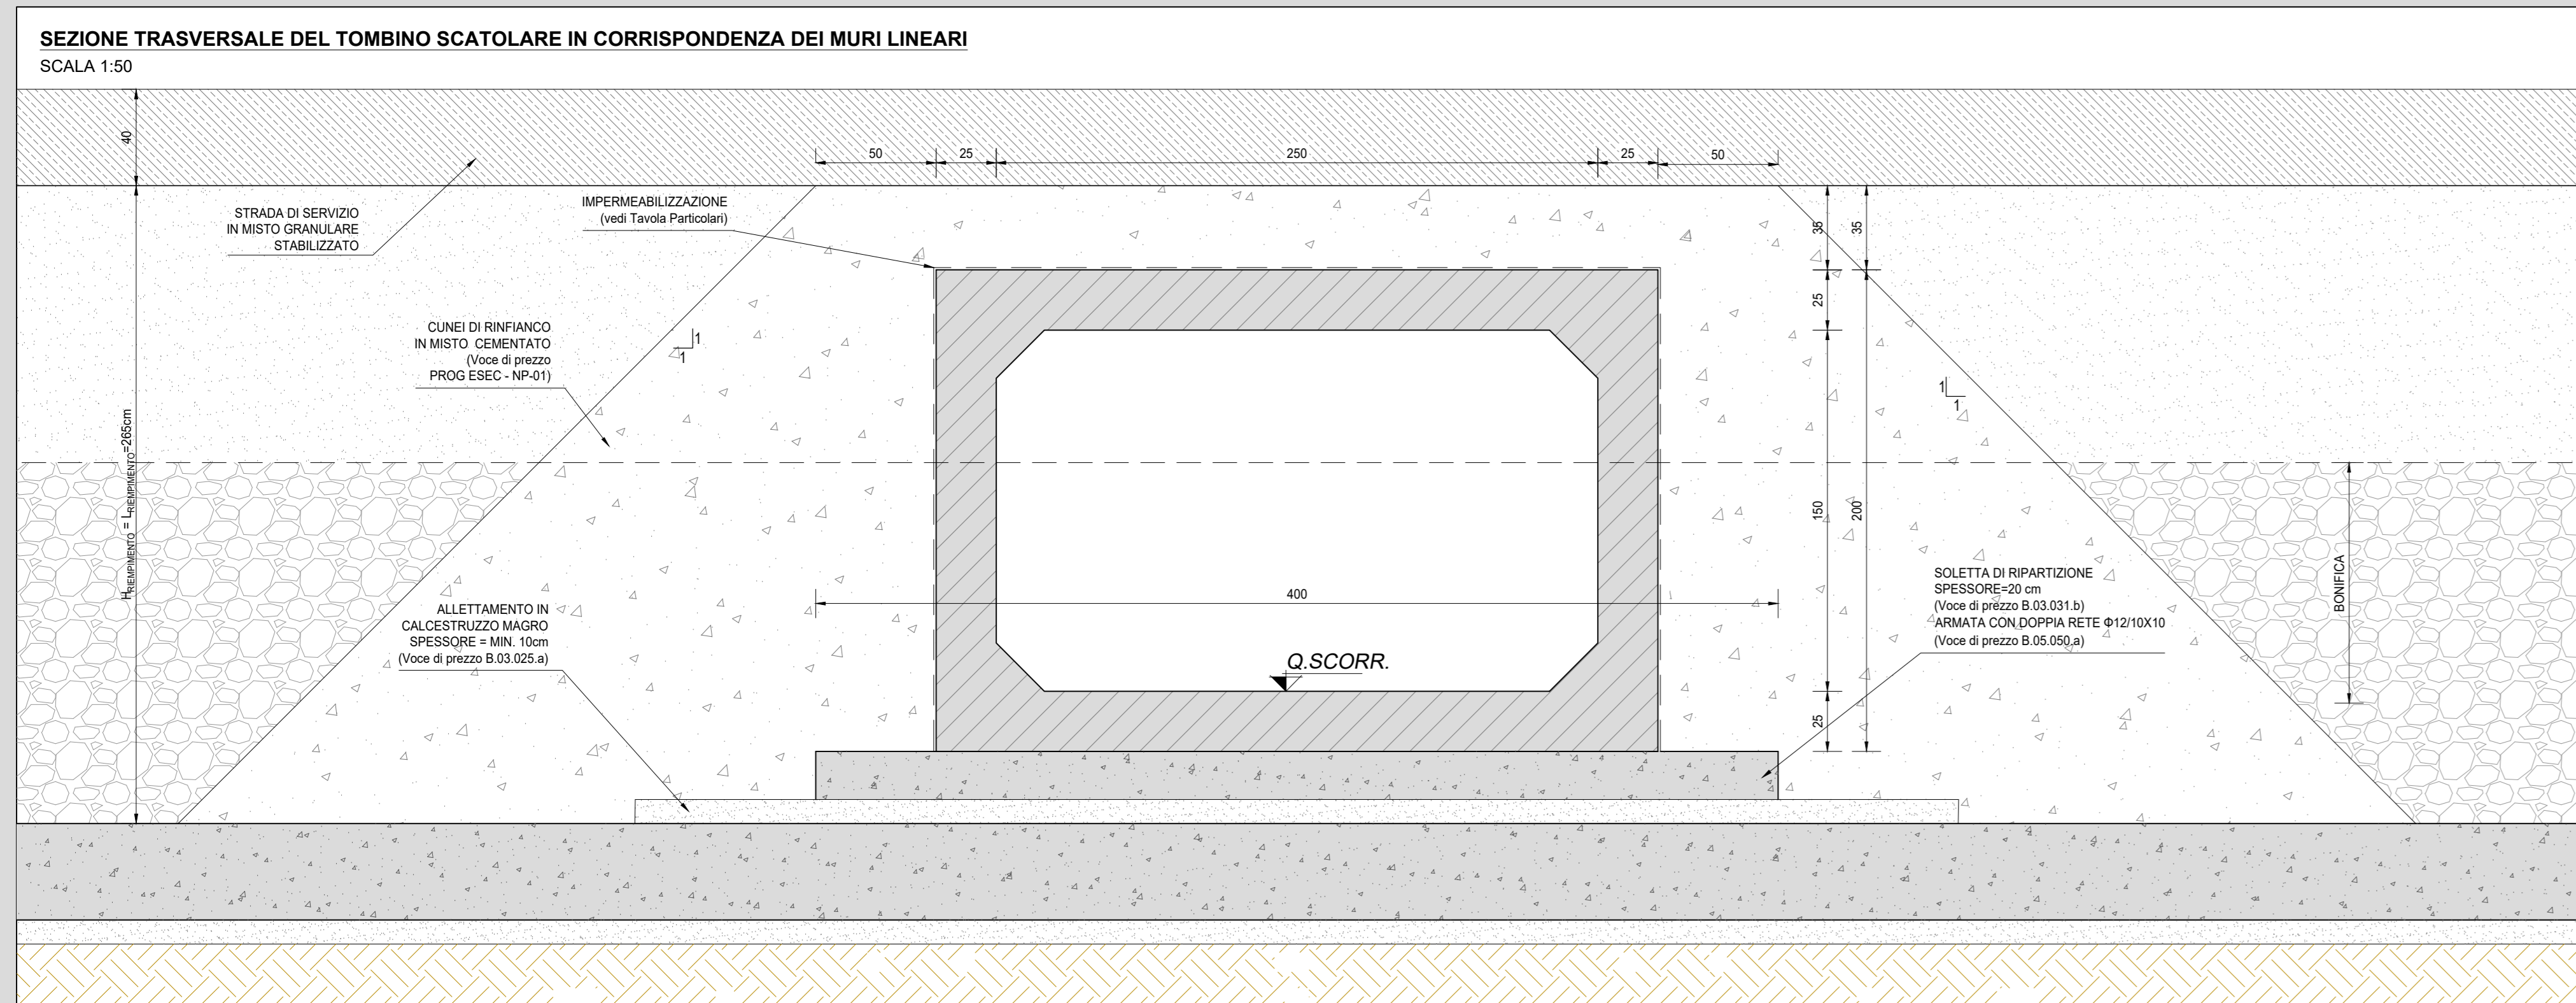 SEZIONE TRASVERSALE DEL TOMBINO SCATOLARE IN CORRISPONDENZA DEI MURI LINEARI
SCALA 1:50
40
50
25
250
25
50
STRADA DI SERVIZIO
IN MISTO GRANULARE
STABILIZZATO
IMPERMEABILIZZAZIONE
(vedi Tavola Particolari)
35
35
25
CUNEI DI RINFIANCO
IN MISTO CEMENTATO
(Voce di prezzo
PROG ESEC - NP-01)
1
1
1
1
HRIEMPIMENTO = LRIEMPIMENTO=265cm
150
200
400
ALLETTAMENTO IN
CALCESTRUZZO MAGRO
SPESSORE = MIN. 10cm
(Voce di prezzo B.03.025.a)
SOLETTA DI RIPARTIZIONE
SPESSORE=20 cm
(Voce di prezzo B.03.031.b)
ARMATA CON DOPPIA RETE Φ12/10X10
(Voce di prezzo B.05.050.a)
BONIFICA
Q.SCORR.
25